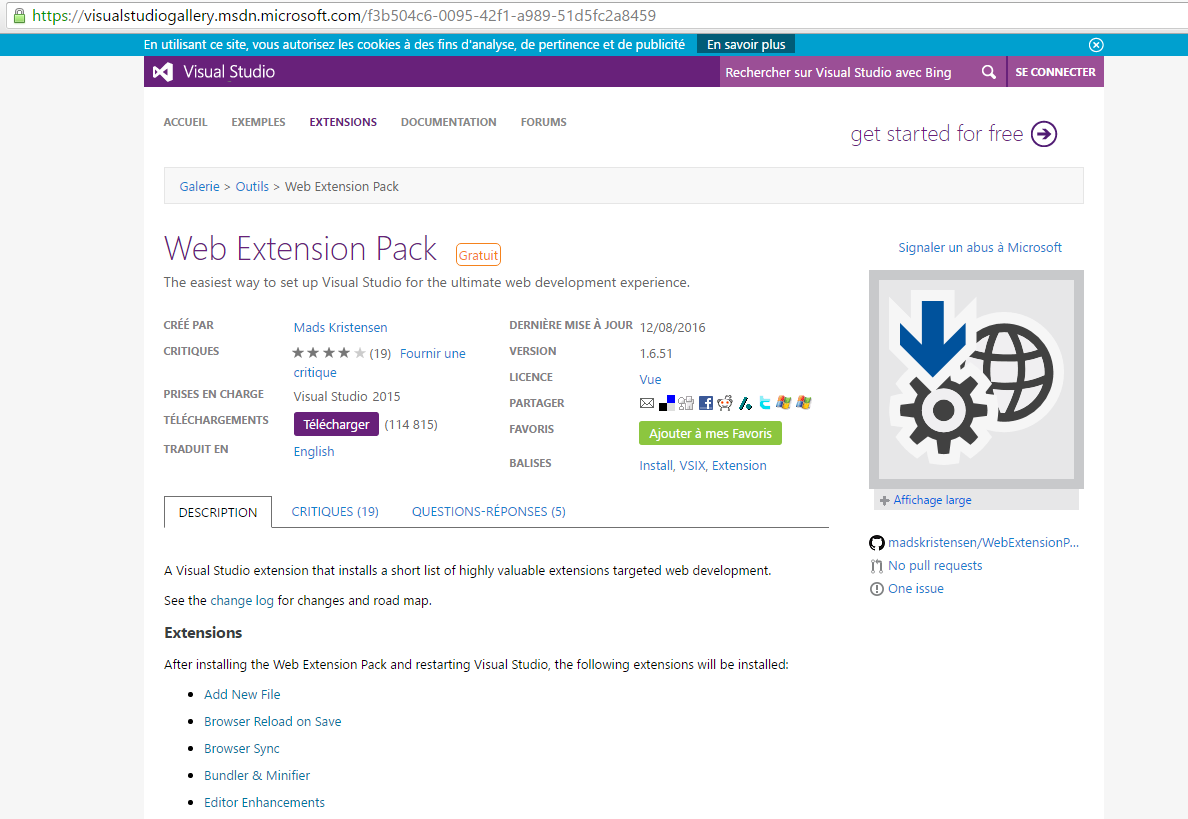 https://visualstudiogallery.msdn.microsoft.com/f3b504c6-0095-42f1-a989-51d5fc2a8459
En utilisant ce site, vous autorisez les cookies à des fins d'analyse, de pertinence et de publicité En savoir plus
Visual Studio
Rechercher sur Visual Studio avec Bing
SE CONNECTER
ACCUEIL EXEMPLES EXTENSIONS DOCUMENTATION FORUMS
get started for free
Galerie > Outils > Web Extension Pack
Web Extension Pack Gratuit
The easiest way to set up Visual Studio for the ultimate web development experience.
CRÉÉ PAR Mads Kristensen
CRITIQUES (19) Fournir une
critique
PRISES EN CHARGE Visual Studio 2015
TÉLÉCHARGEMENTS Télécharger (114 815)
TRADUIT EN English
DERNIÈRE MISE À JOUR 12/08/2016
VERSION 1.6.51
LICENCE Vue
PARTAGER
FAVORIS Ajouter à mes Favoris
BALISES Install, VSIX, Extension
Signaler un abus à Microsoft
Affichage large
madskristensen/WebExtensionP...
No pull requests
One issue
DESCRIPTION CRITIQUES (19) QUESTIONS-RÉPONSES (5)
A Visual Studio extension that installs a short list of highly valuable extensions targeted web development.
See the change log for changes and road map.
Extensions
After installing the Web Extension Pack and restarting Visual Studio, the following extensions will be installed:
Add New File
Browser Reload on Save
Browser Sync
Bundler & Minifier
Editor Enhancements